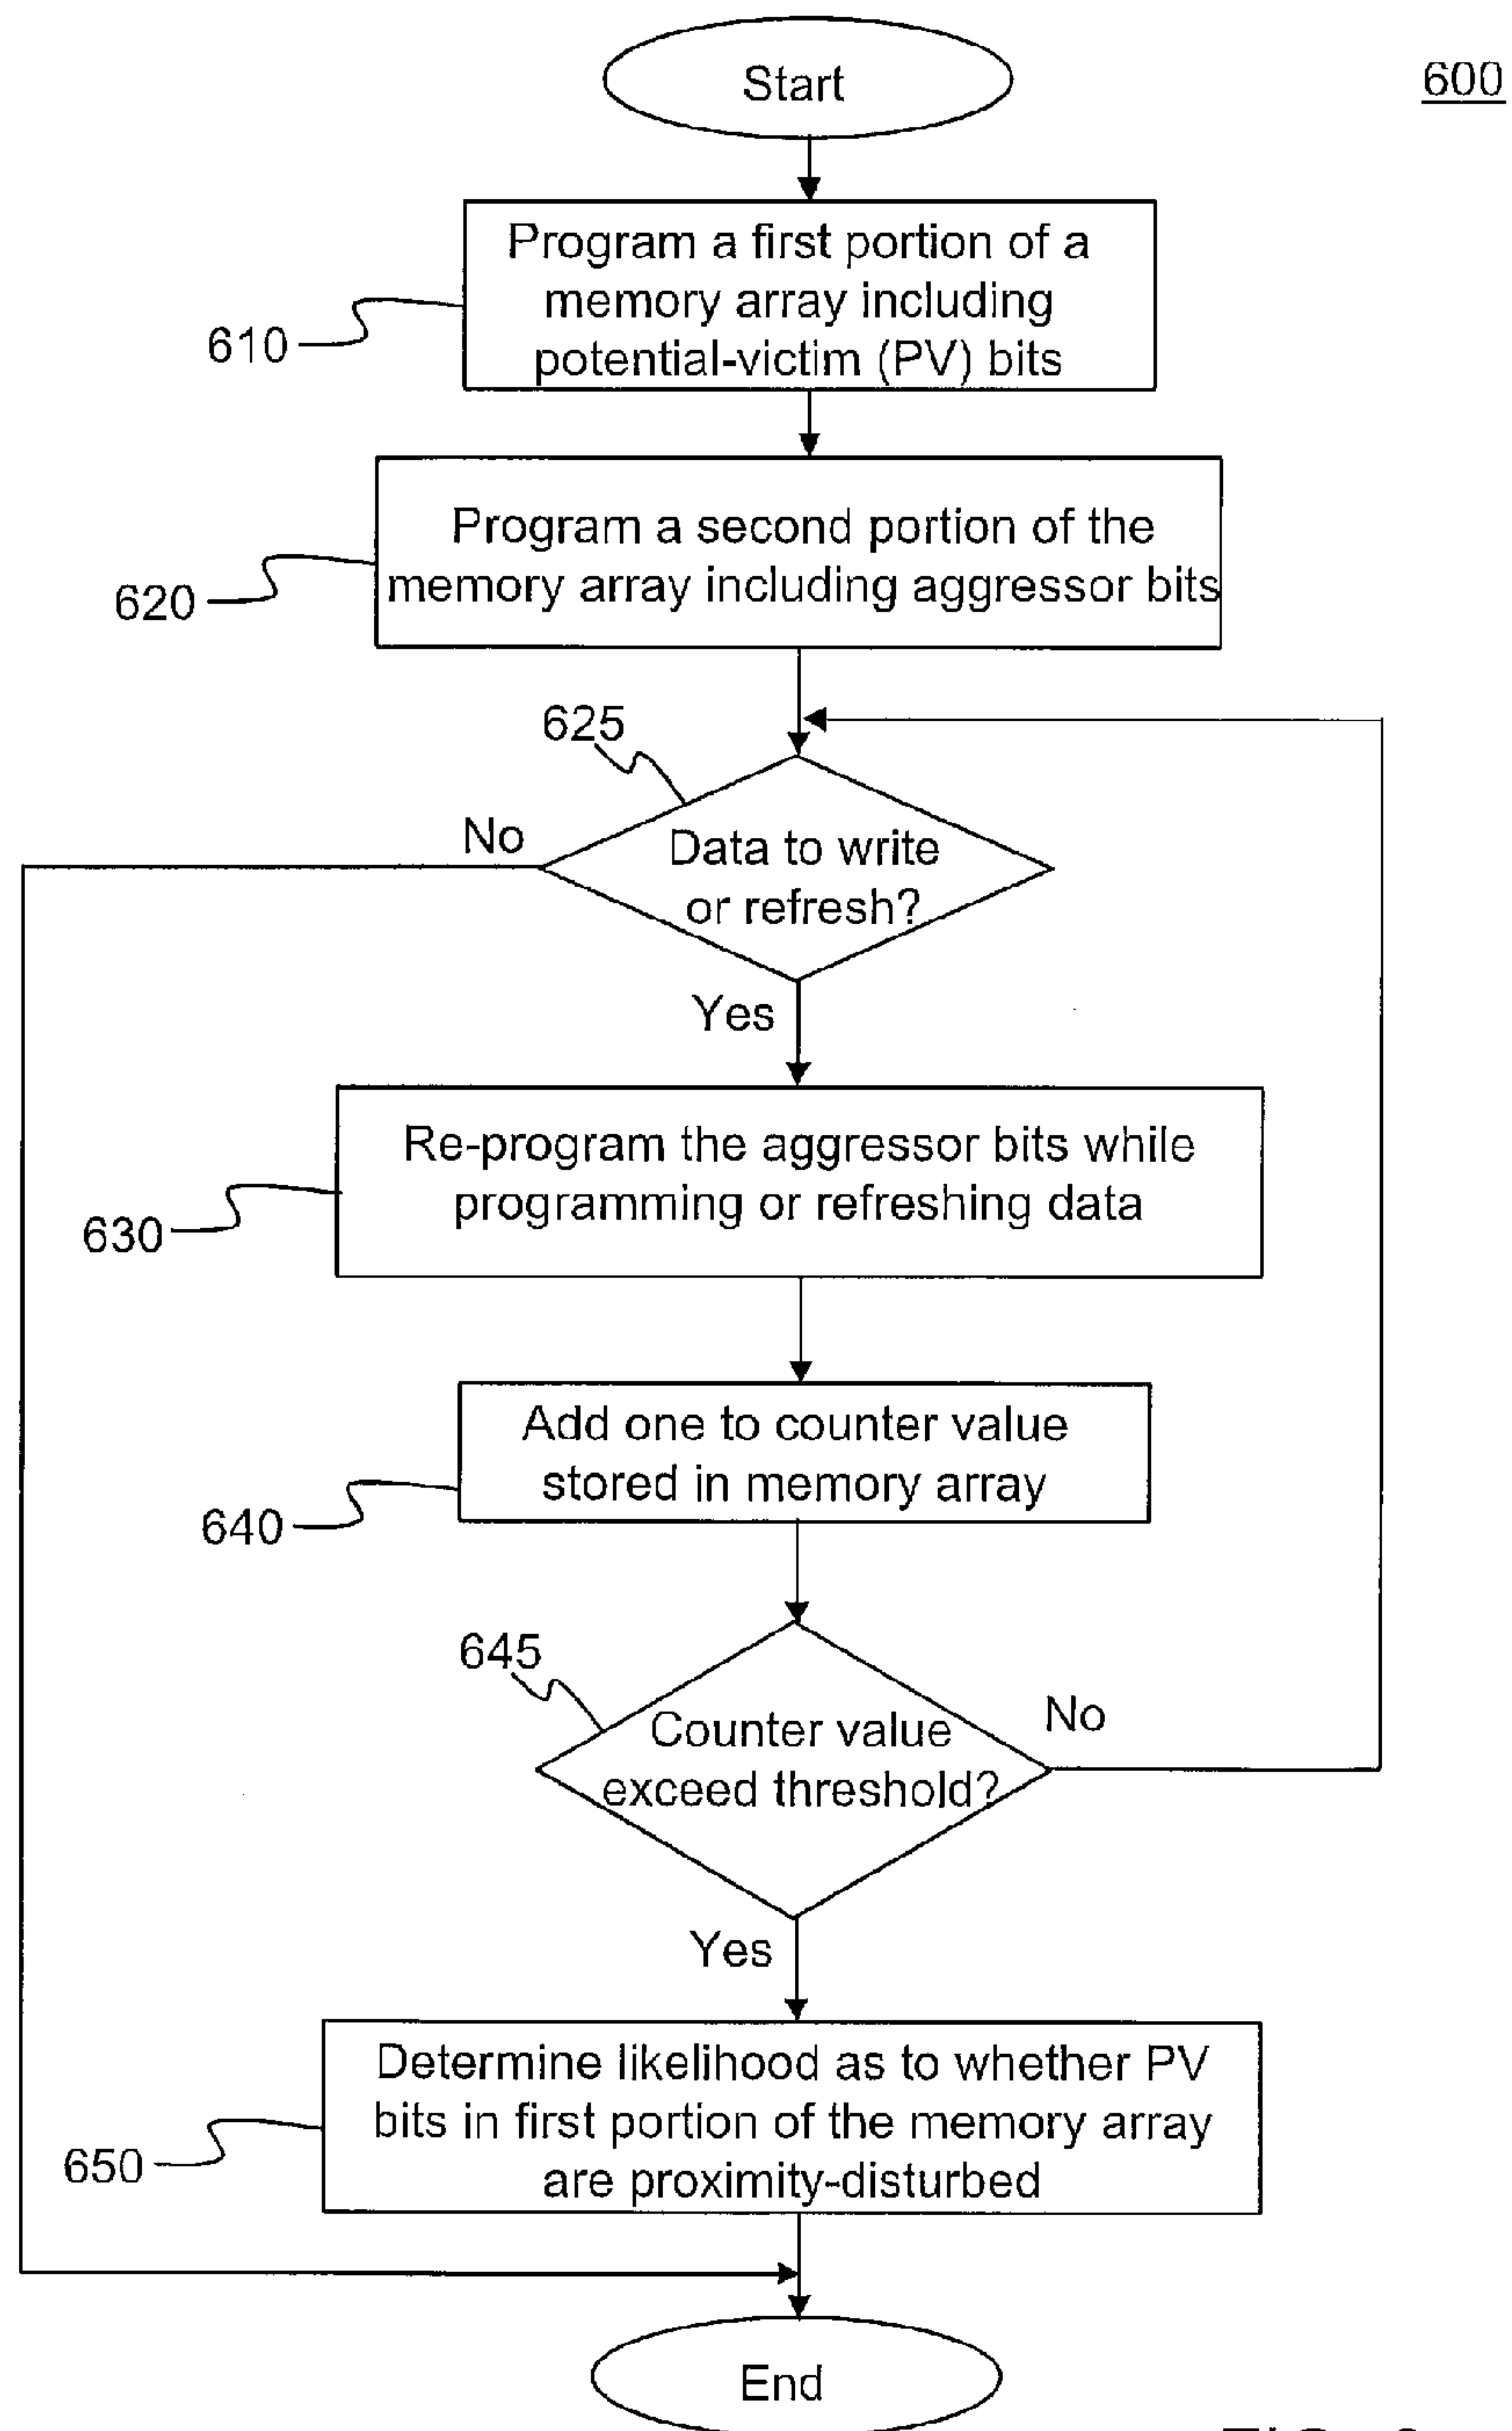 Start
600
Program a first portion of a
memory array including
potential-victim (PV) bits
610
Program a second portion of the
memory array including aggressor bits
620
625
No
Data to write
or refresh?
Yes
Re-program the aggressor bits while
programming or refreshing data
630
Add one to counter value
stored in memory array
640
645
Counter value
exceed threshold?
No
Yes
Determine likelihood as to whether PV
bits in first portion of the memory array
are proximity-disturbed
650
End